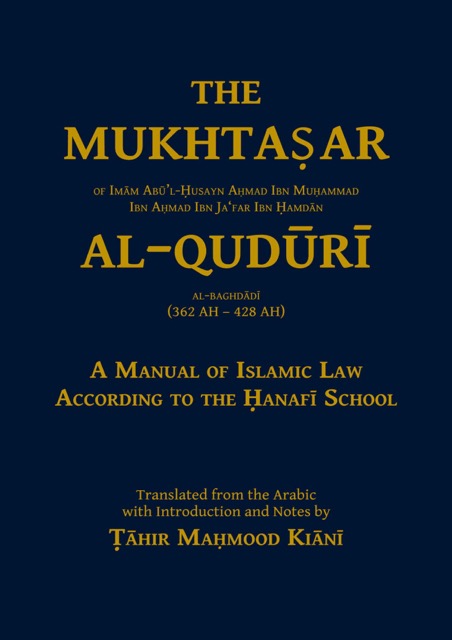 THE
MUKHTAṢAR
OF IMĀM ABŪ’L-ḤUSAYN AḤMAD IBN MUḤAMMAD
IBN AḤMAD IBN JA‘FAR IBN ḤAMDĀN
AL-QUDŪRĪ
AL-BAGHDĀDĪ
(362 AH – 428 AH)
A MANUAL OF ISLAMIC LAW
ACCORDING TO THE ḤANAFĪ SCHOOL
Translated from the Arabic
with Introduction and Notes by
ṬĀHIR MAḤMOOD KIĀNĪ